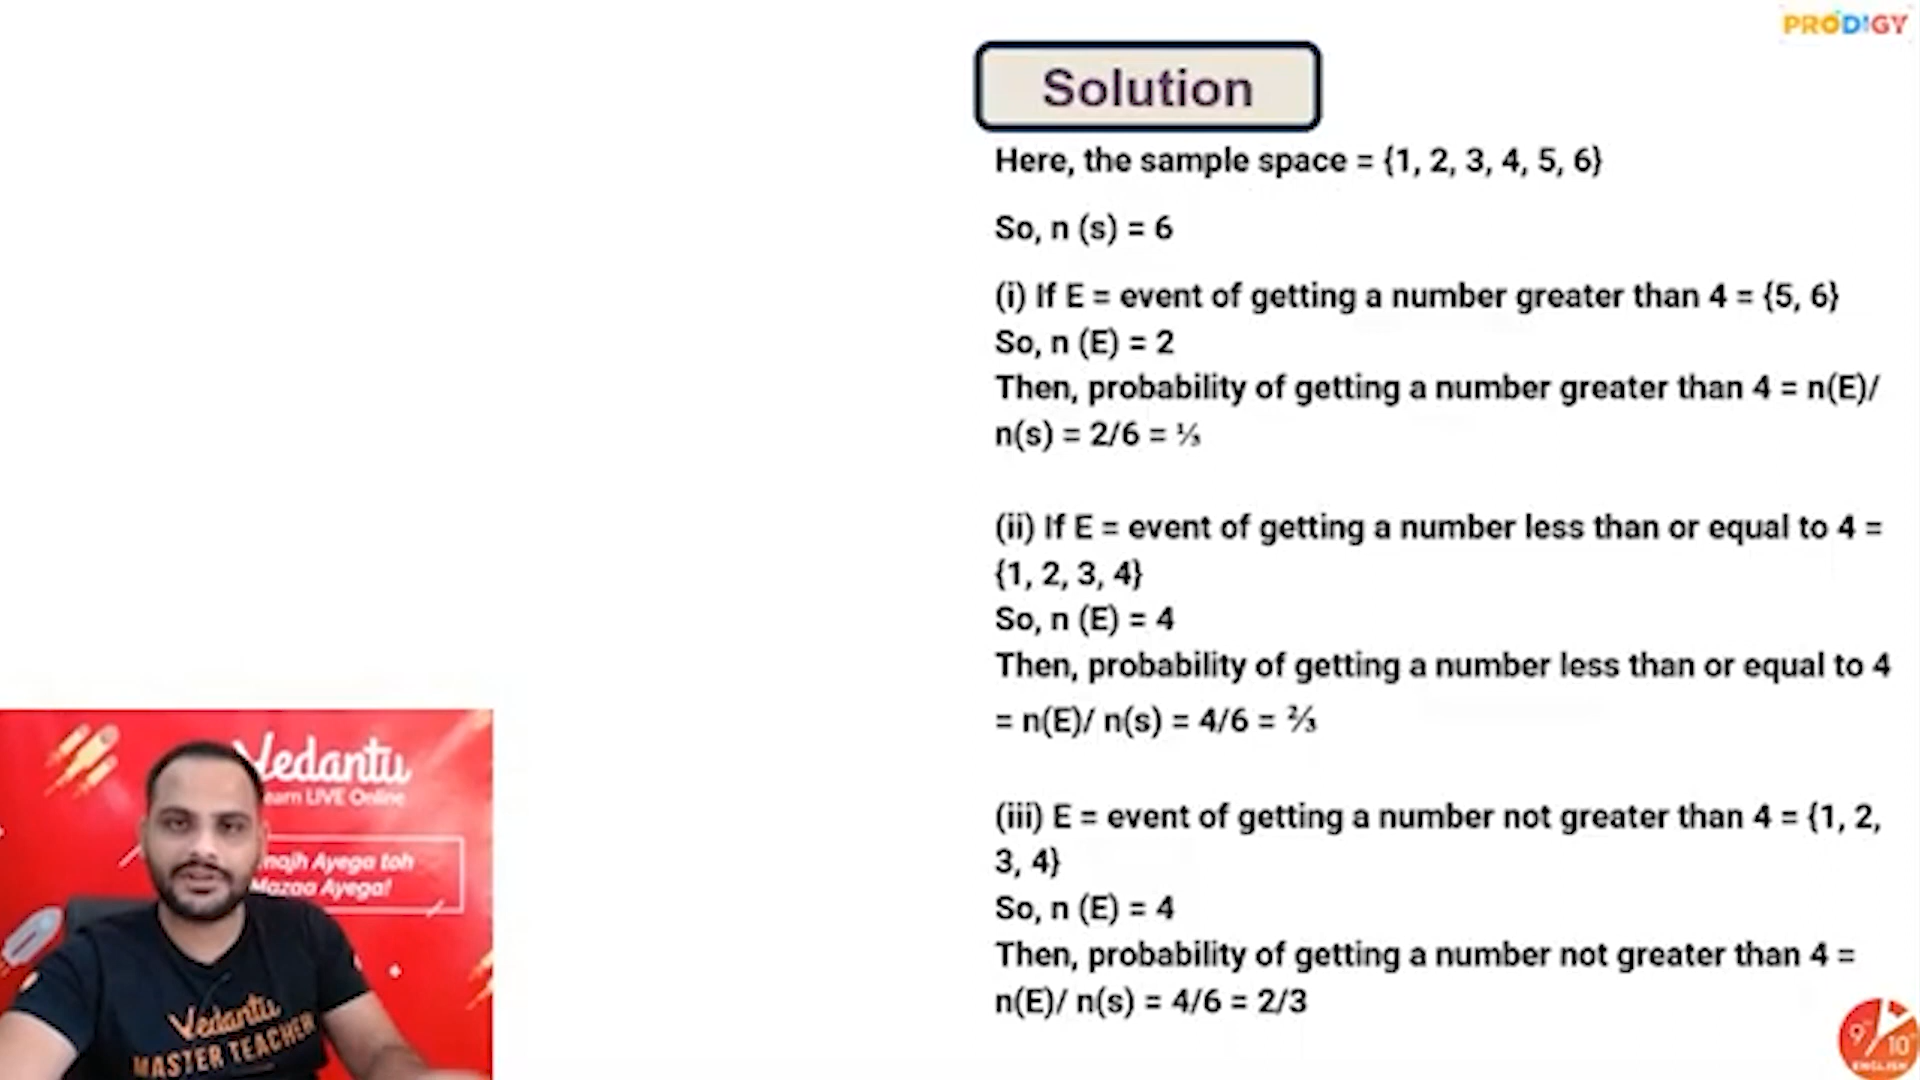 PRODIGY
Solution
Here, the sample space = {1, 2, 3, 4, 5, 6}
So, n (s) = 6
(i) If E = event of getting a number greater than 4 = {5, 6}
So, n (E) = 2
Then, probability of getting a number greater than 4 = n(E)/
n(s) = 2/6 = ⅓
(ii) If E = event of getting a number less than or equal to 4 =
{1, 2, 3, 4}
So, n (E) = 4
Then, probability of getting a number less than or equal to 4
= n(E)/ n(s) = 4/6 = ⅔
(iii) E = event of getting a number not greater than 4 = {1, 2,
3, 4}
So, n (E) = 4
Then, probability of getting a number not greater than 4 =
n(E)/ n(s) = 4/6 = 2/3
Vedantu
earn LIVE Online
majh Ayega toh
Mazaa Ayega!
Vedantu
MASTER TEACHER
9 10
ENGLISH